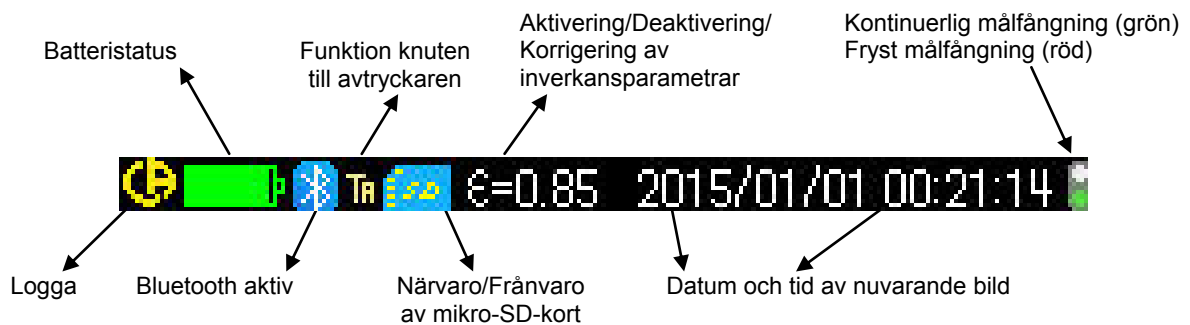 Batteristatus
Funktion knuten
till avtryckaren
Aktivering/Deaktivering/
Korrigering av
inverkansparametrar
Kontinuerlig målfångning (grön)
Fryst målfångning (röd)
TA SD Ɛ=0.85 2015/01/01 00:21:14
Logga
Bluetooth aktiv
Närvaro/Frånvaro
av mikro-SD-kort
Datum och tid av nuvarande bild